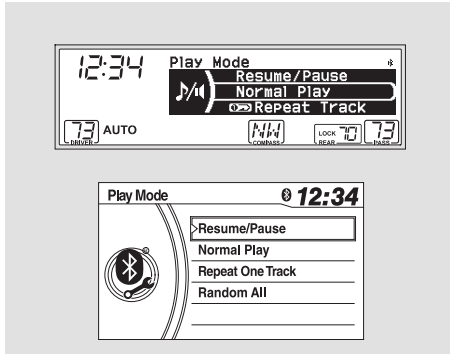 12:34
Play Mode
Resume/Pause
Normal Play
Repeat Track
73 AUTO
DRIVER
NW
COMPASS
LOCK 70
REAR
73
PASS.
Play Mode
12:34
Resume/Pause
Normal Play
Repeat One Track
Random All